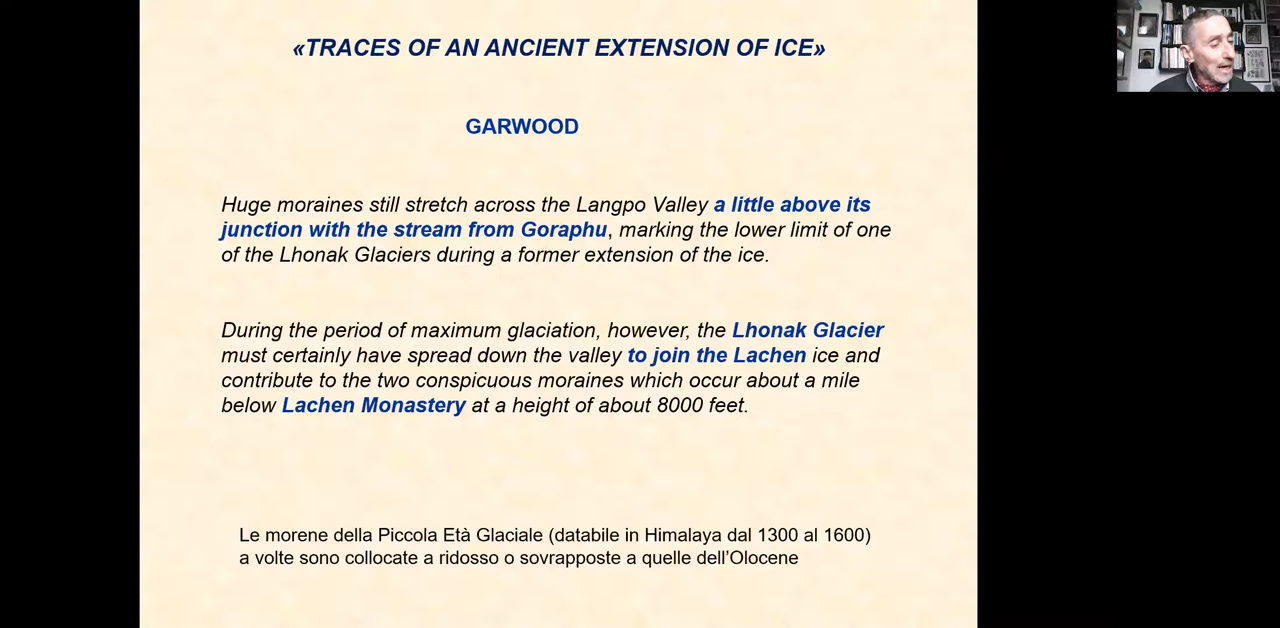 «TRACES OF AN ANCIENT EXTENSION OF ICE»
GARWOOD
Huge moraines still stretch across the Langpo Valley a little above its
junction with the stream from Goraphu, marking the lower limit of one
of the Lhonak Glaciers during a former extension of the ice.
During the period of maximum glaciation, however, the Lhonak Glacier
must certainly have spread down the valley to join the Lachen ice and
contribute to the two conspicuous moraines which occur about a mile
below Lachen Monastery at a height of about 8000 feet.
Le morene della Piccola Età Glaciale (databile in Himalaya dal 1300 al 1600)
a volte sono collocate a ridosso o sovrapposte a quelle dell’Olocene